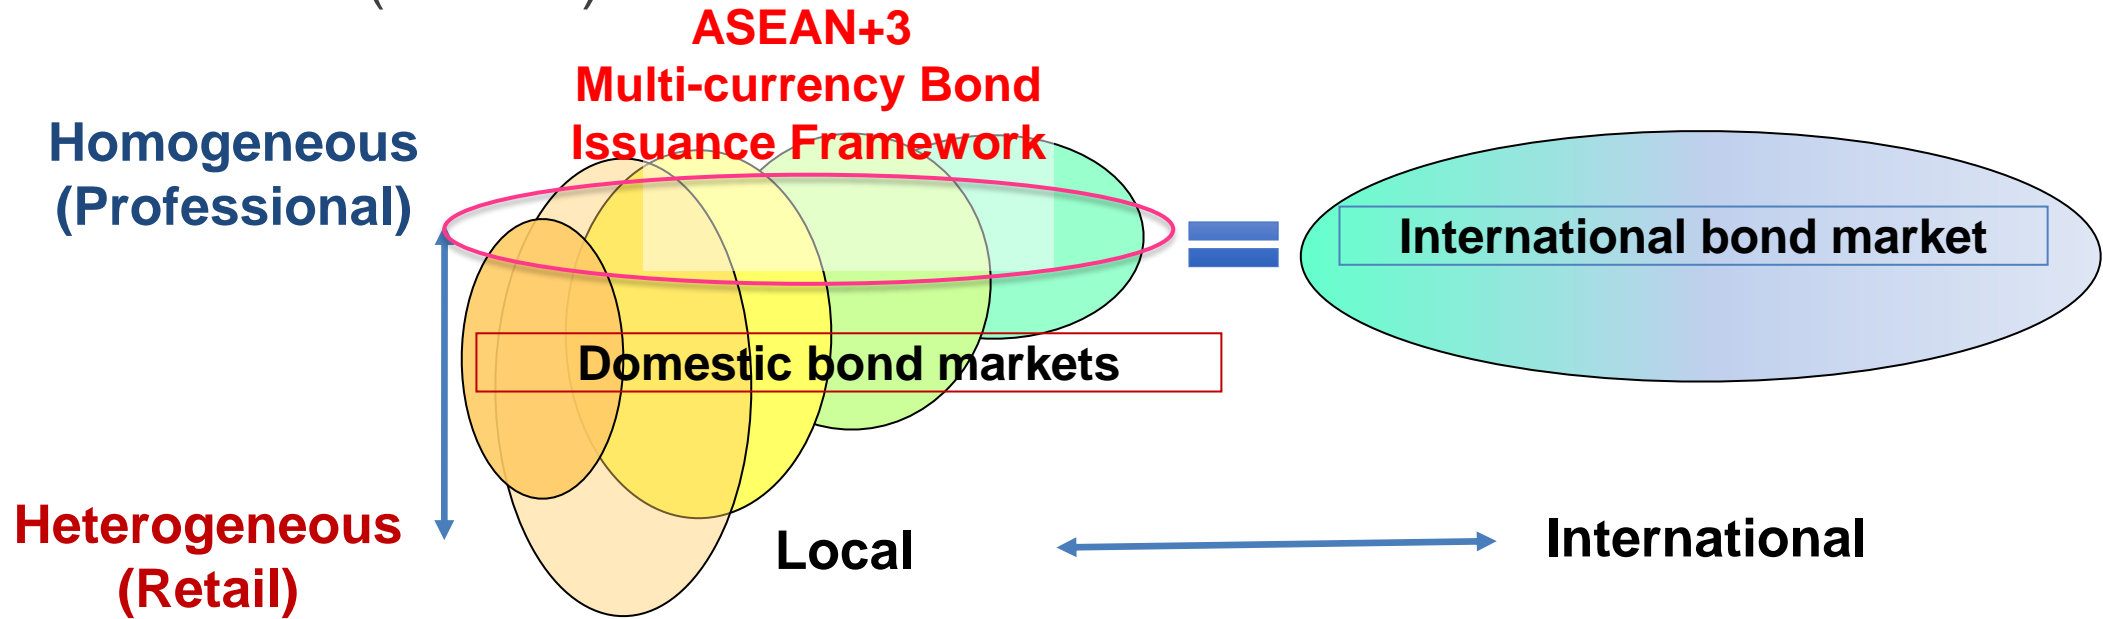 ASEAN+3
Multi-currency Bond
Issuance Framework
Homogeneous
(Professional)
International bond market
Domestic bond markets
Heterogeneous
(Retail)
Local
International